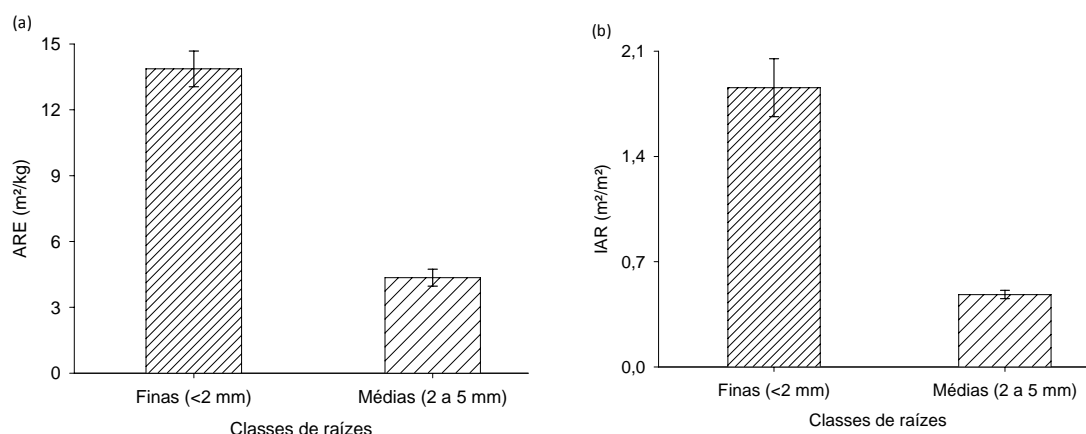 (a)
15
12
9
6
3
0
ARE (m²/kg)
Finas (<2 mm) Médias (2 a 5 mm)
Classes de raízes
(b)
2,1
1,4
0,7
0,0
IAR (m²/m²)
Finas (<2 mm) Médias (2 a 5 mm)
Classes de raízes